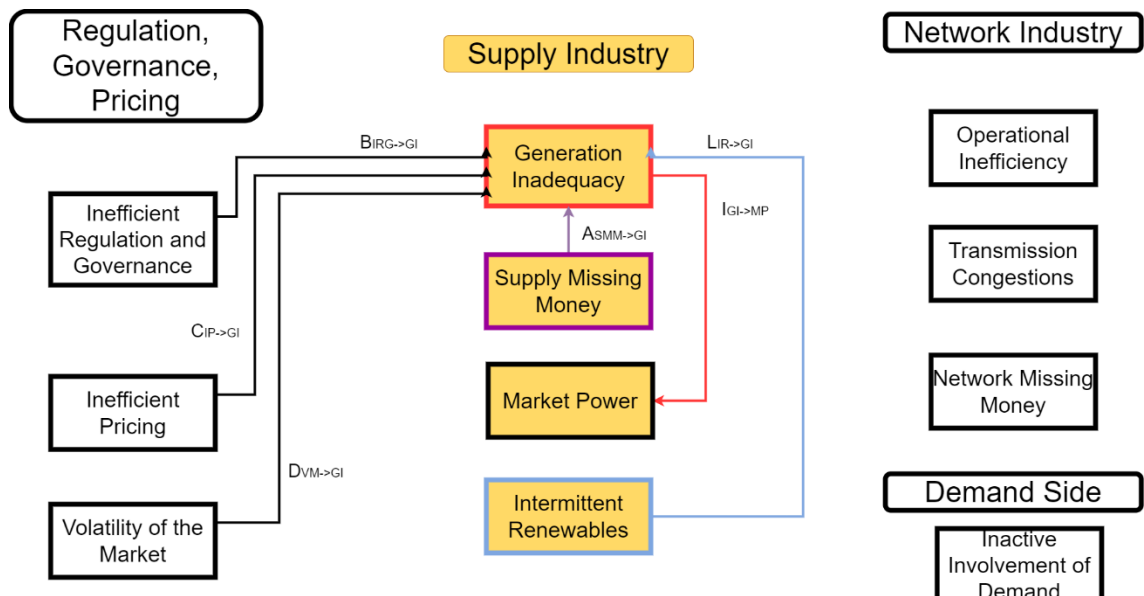 Regulation,
Governance,
Pricing
Supply Industry
Network Industry
BIRG->GI
LIR->GI
Generation
Inadequacy
Operational
Inefficiency
Inefficient
Regulation and
Governance
IGI->MP
ASMM->GI
Supply Missing
Money
Transmission
Congestions
CIP->GI
Inefficient
Pricing
Market Power
Network Missing
Money
DVM->GI
Volatility of the
Market
Intermittent
Renewables
Demand Side
Inactive
Involvement of
Demand